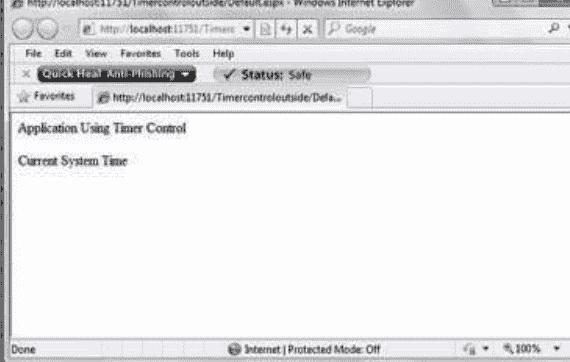 http://localhost:11751/Timercontroloutside/Default.aspx - Windows Internet Explorer
http://localhost:11751/Timerc
Google
File Edit View Favorites Tools Help
Quick Heal Anti-Phishing
Status: Safe
Favorites
http://localhost:11751/Timercontroloutside/Defa...
Application Using Timer Control
Current System Time
Done
Internet | Protected Mode: Off
100%